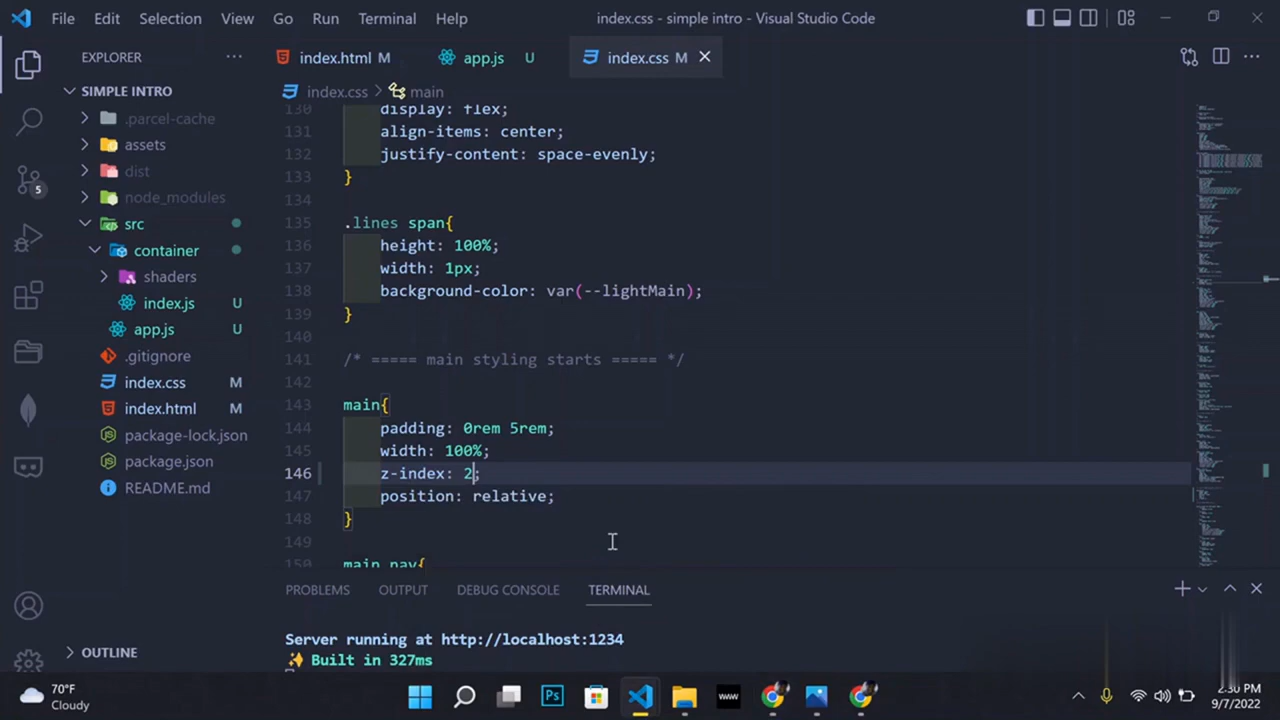 File Edit Selection View Go Run Terminal Help
index.css - simple intro - Visual Studio Code
EXPLORER
index.html M
app.js U
index.css M
SIMPLE INTRO
index.css > main
.parcel-cache
assets
dist
node_modules
src
container
shaders
index.js U
app.js U
.gitignore
index.css M
index.html M
package-lock.json
package.json
README.md
OUTLINE
5
130 display: flex;
131 align-items: center;
132 justify-content: space-evenly;
133 }
134
135 .lines span{
136 height: 100%;
137 width: 1px;
138 background-color: var(--lightMain);
139 }
140
141 /* ===== main styling starts ===== */
142
143 main{
144 padding: 0rem 5rem;
145 width: 100%;
146 z-index: 2;
147 position: relative;
148 }
149
150 main nav{
PROBLEMS OUTPUT DEBUG CONSOLE TERMINAL
Server running at http://localhost:1234
✨ Built in 327ms
70°F
Cloudy
Ps
www
2:30 PM
9/7/2022